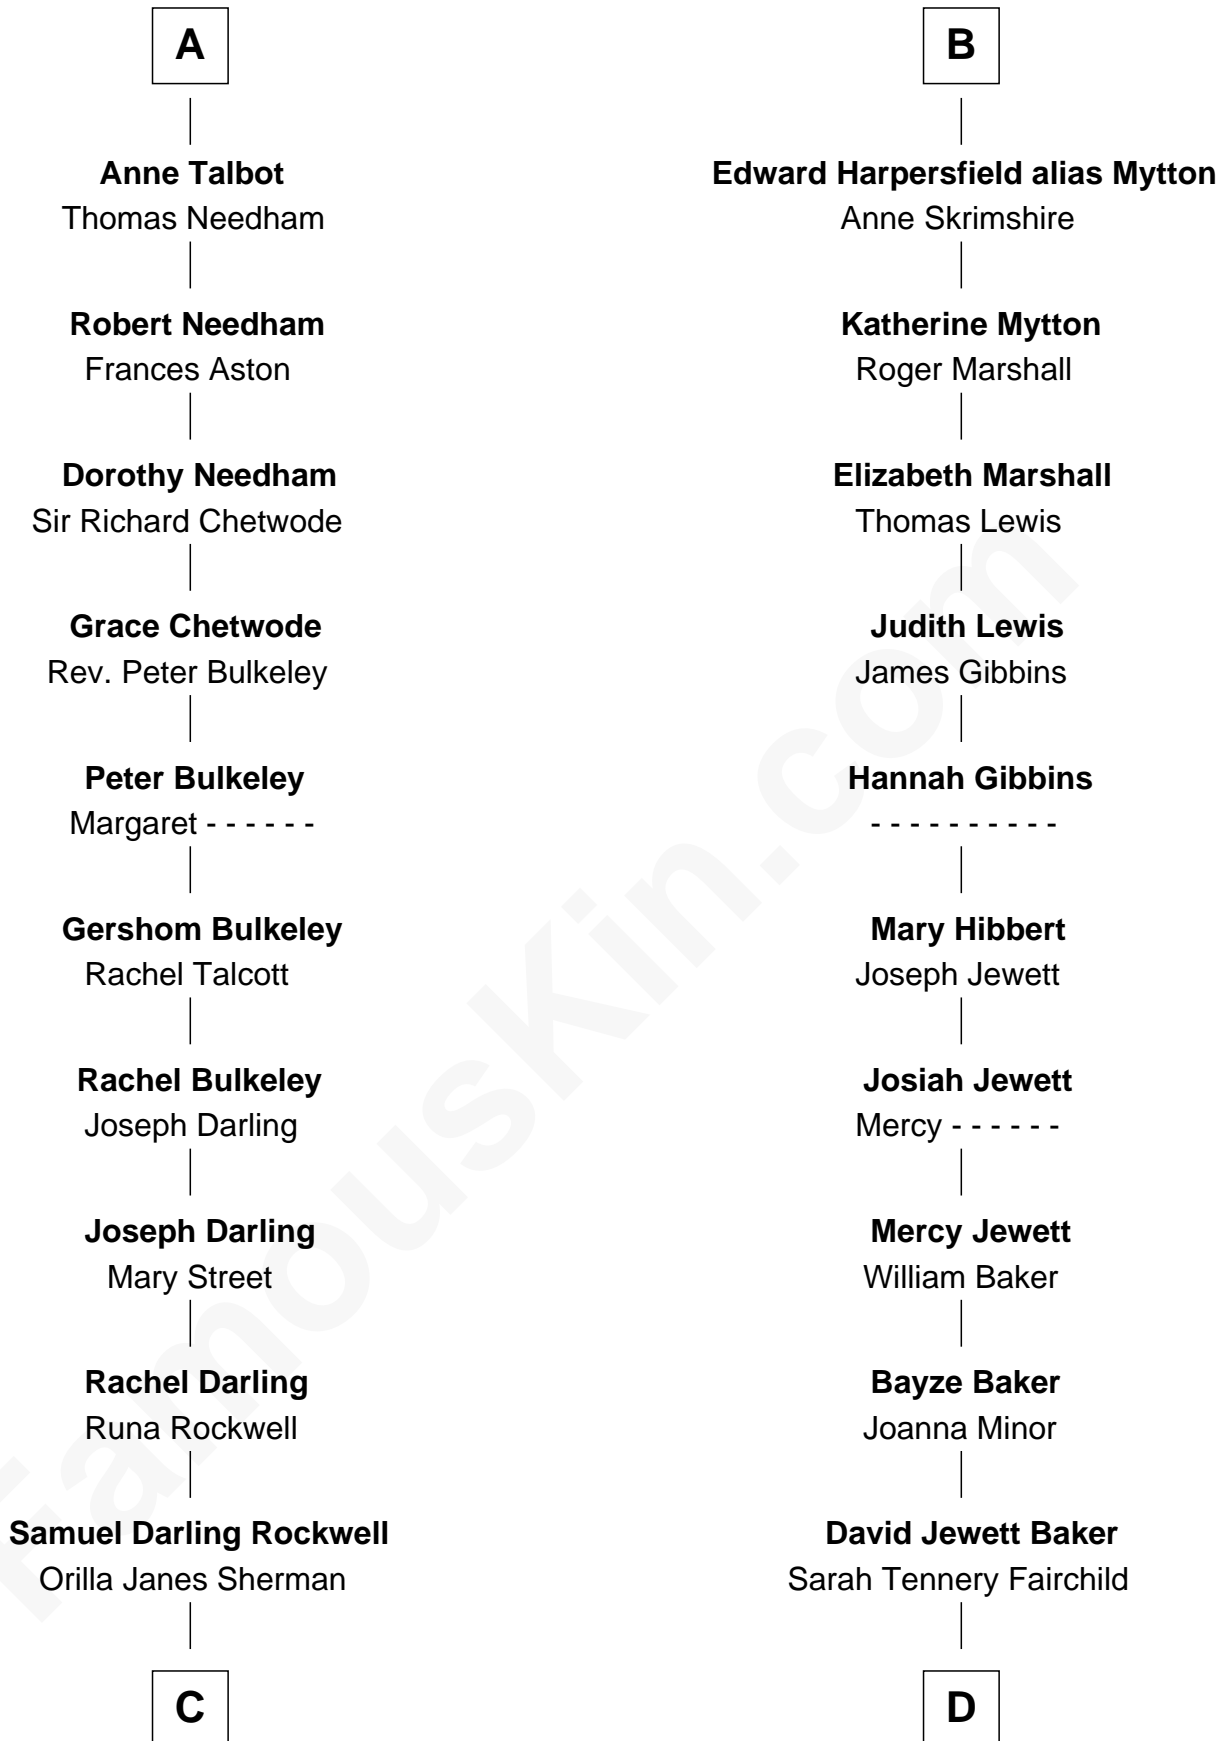 A
Anne Talbot
Thomas Needham
Robert Needham
Frances Aston
Dorothy Needham
Sir Richard Chetwode
Grace Chetwode
Rev. Peter Bulkeley
Peter Bulkeley
Margaret - - - - - -
Gershom Bulkeley
Rachel Talcott
Rachel Bulkeley
Joseph Darling
Joseph Darling
Mary Street
Rachel Darling
Runa Rockwell
Samuel Darling Rockwell
Orilla Janes Sherman
C
B
Edward Harpersfield alias Mytton
Anne Skrimshire
Katherine Mytton
Roger Marshall
Elizabeth Marshall
Thomas Lewis
Judith Lewis
James Gibbins
Hannah Gibbins
- - - - - - - - - -
Mary Hibbert
Joseph Jewett
Josiah Jewett
Mercy - - - - - -
Mercy Jewett
William Baker
Bayze Baker
Joanna Minor
David Jewett Baker
Sarah Tennery Fairchild
D
FamousKin.com